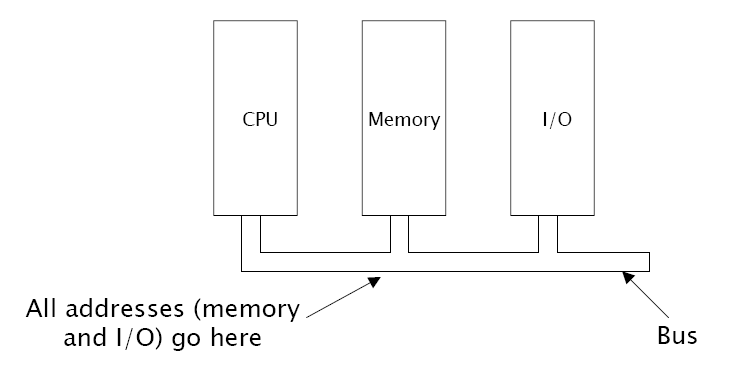 CPU
Memory
I/O
All addresses (memory
and I/O) go here
Bus